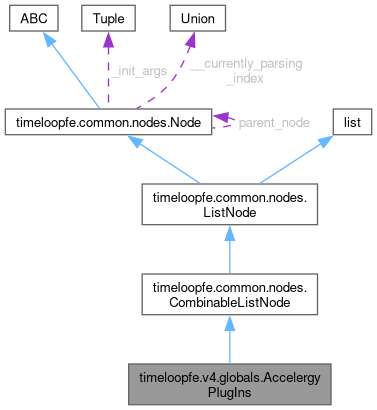 ABC
Tuple
Union
_init_args
__currently_parsing
_index
timeloopfe.common.nodes.Node
parent_node
list
timeloopfe.common.nodes.
ListNode
timeloopfe.common.nodes.
CombinableListNode
timeloopfe.v4.globals.Accelergy
PlugIns